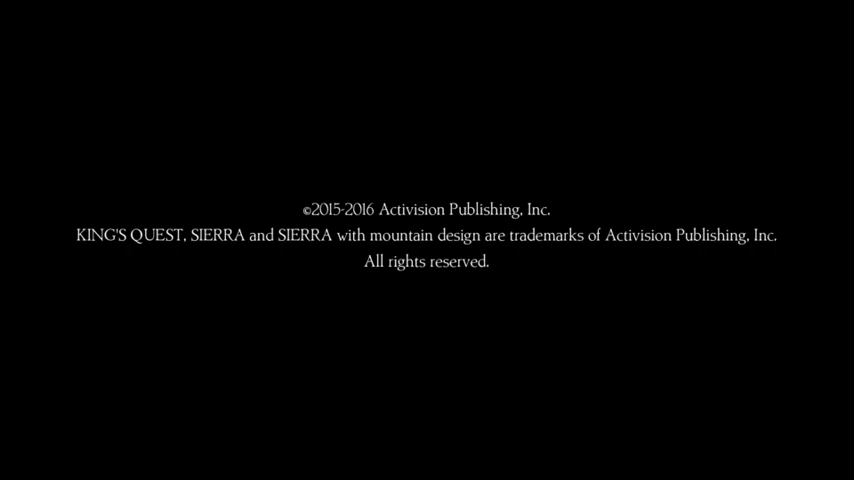 ©2015-2016 Activision Publishing, Inc.
KING'S QUEST, SIERRA and SIERRA with mountain design are trademarks of Activision Publishing, Inc.
All rights reserved.